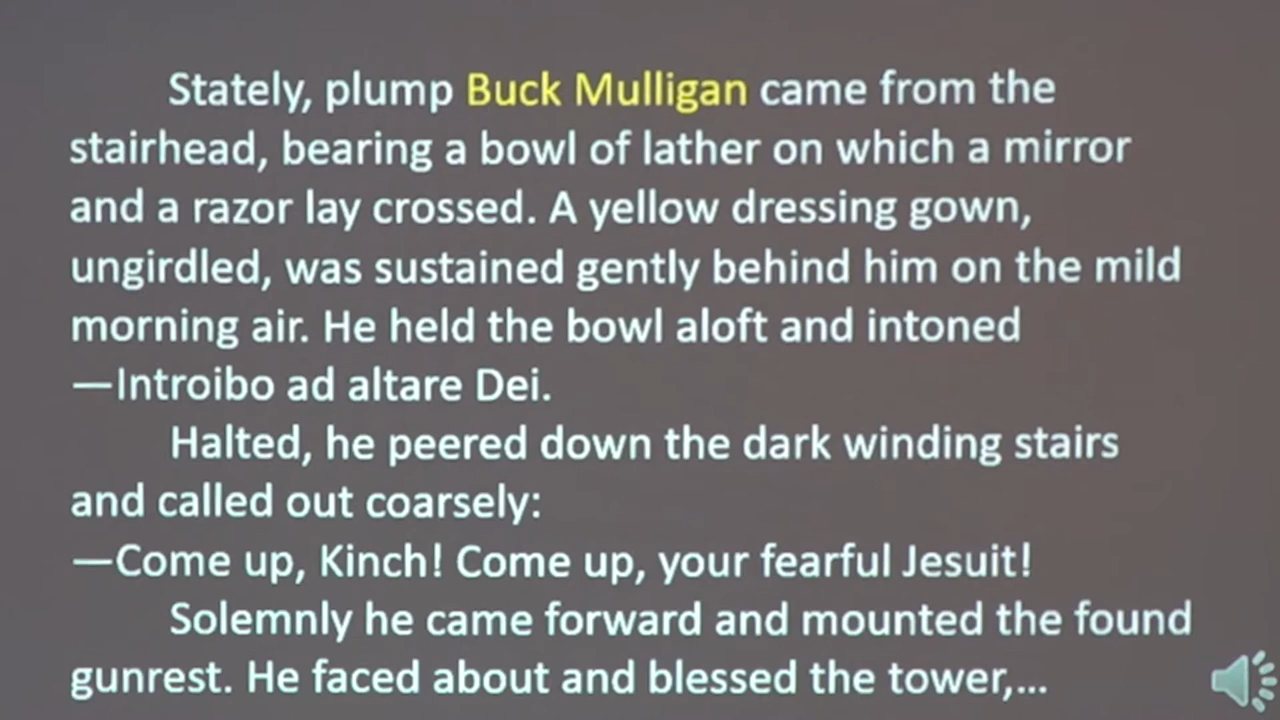 Stately, plump Buck Mulligan came from the
stairhead, bearing a bowl of lather on which a mirror
and a razor lay crossed. A yellow dressing gown,
ungirdled, was sustained gently behind him on the mild
morning air. He held the bowl aloft and intoned
—Introibo ad altare Dei.
Halted, he peered down the dark winding stairs
and called out coarsely:
—Come up, Kinch! Come up, your fearful Jesuit!
Solemnly he came forward and mounted the found
gunrest. He faced about and blessed the tower,...